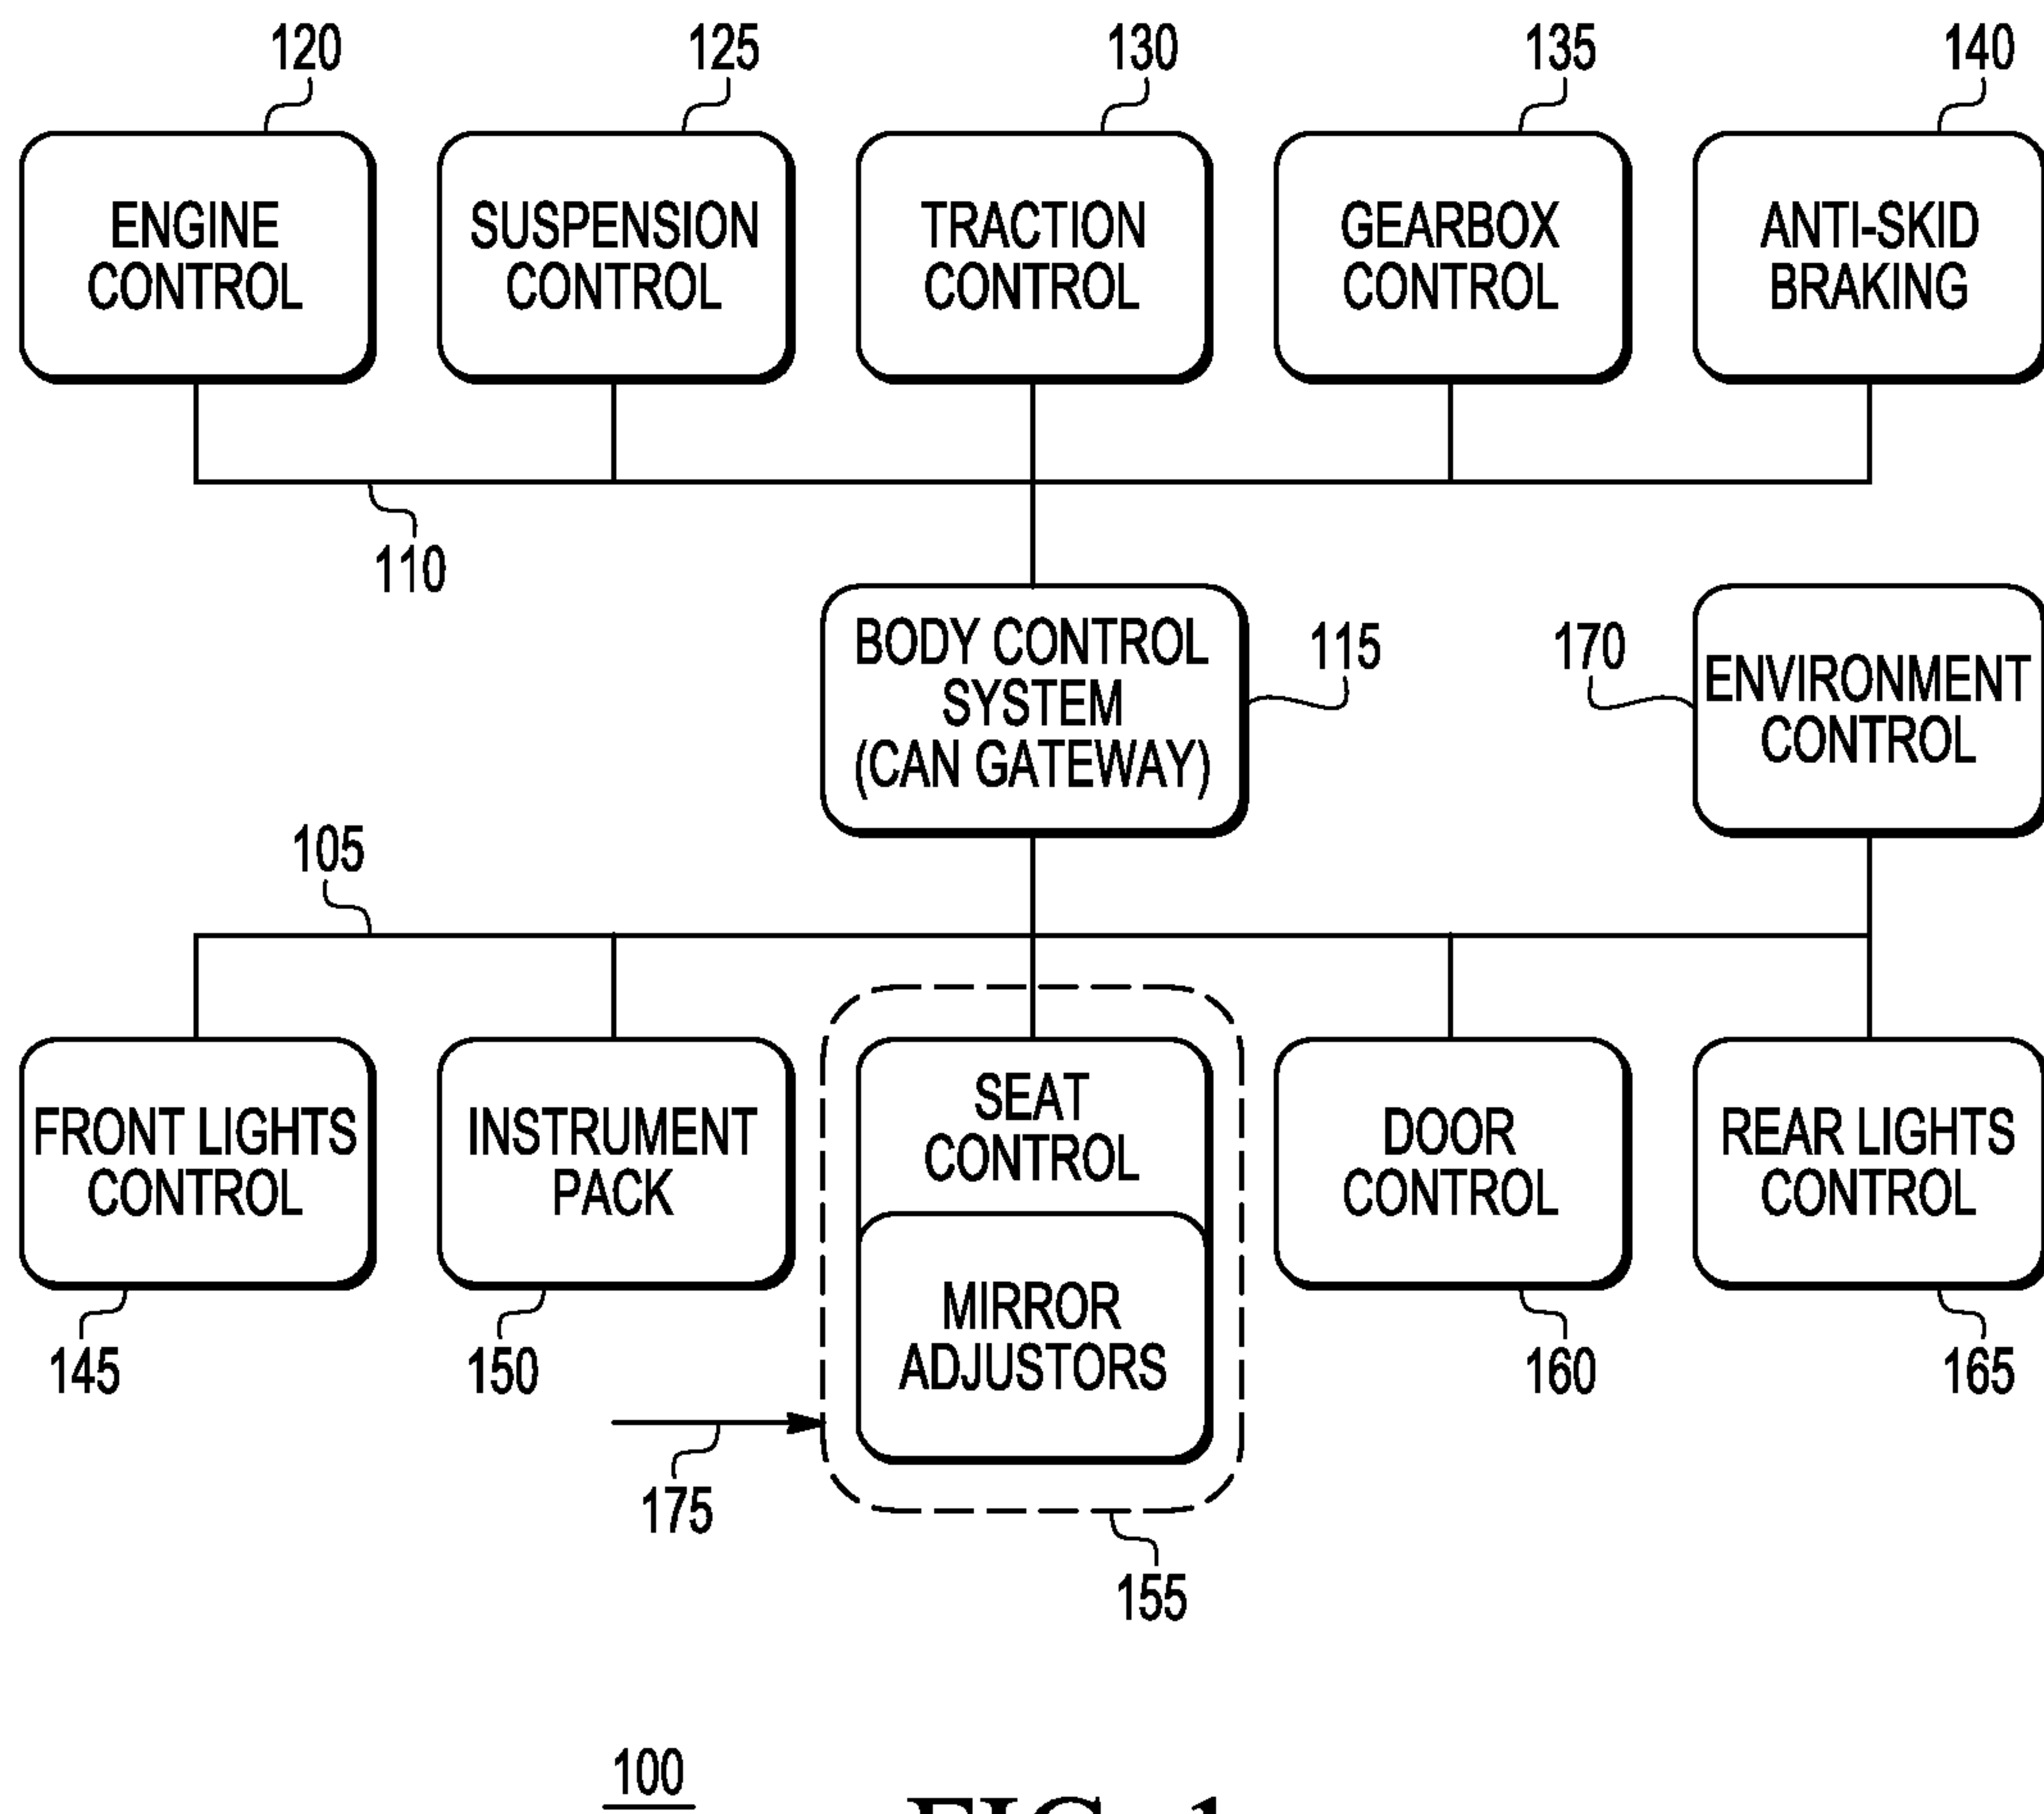 120
125
130
135
140
ENGINE
CONTROL
SUSPENSION
CONTROL
TRACTION
CONTROL
GEARBOX
CONTROL
ANTI-SKID
BRAKING
110
BODY CONTROL
SYSTEM
(CAN GATEWAY)
115
170
ENVIRONMENT
CONTROL
105
FRONT LIGHTS
CONTROL
INSTRUMENT
PACK
SEAT
CONTROL
MIRROR
ADJUSTORS
DOOR
CONTROL
REAR LIGHTS
CONTROL
145
150
160
165
175
155
100
FIG. 1